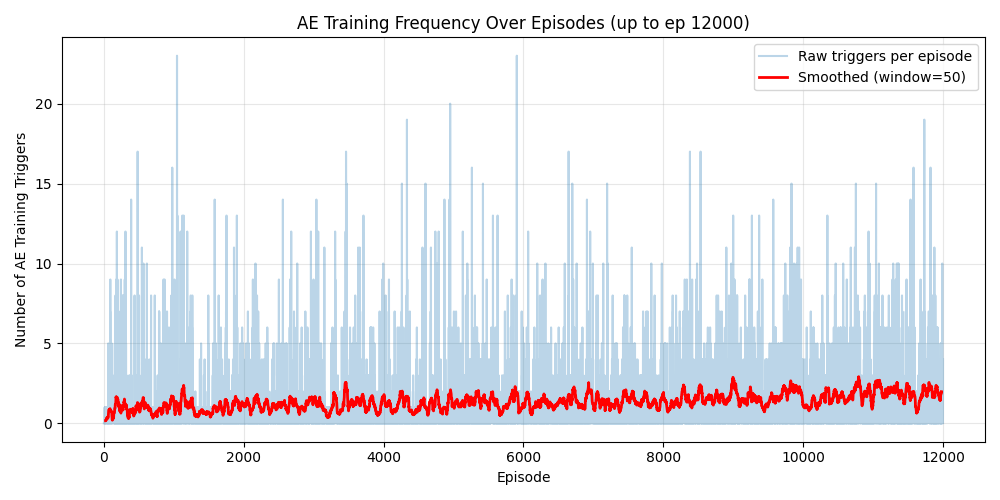 AE Training Frequency Over Episodes (up to ep 12000)
Raw triggers per episode
Smoothed (window=50)
Number of AE Training Triggers
20
15
10
5
0
0 2000 4000 6000 8000 10000 12000
Episode